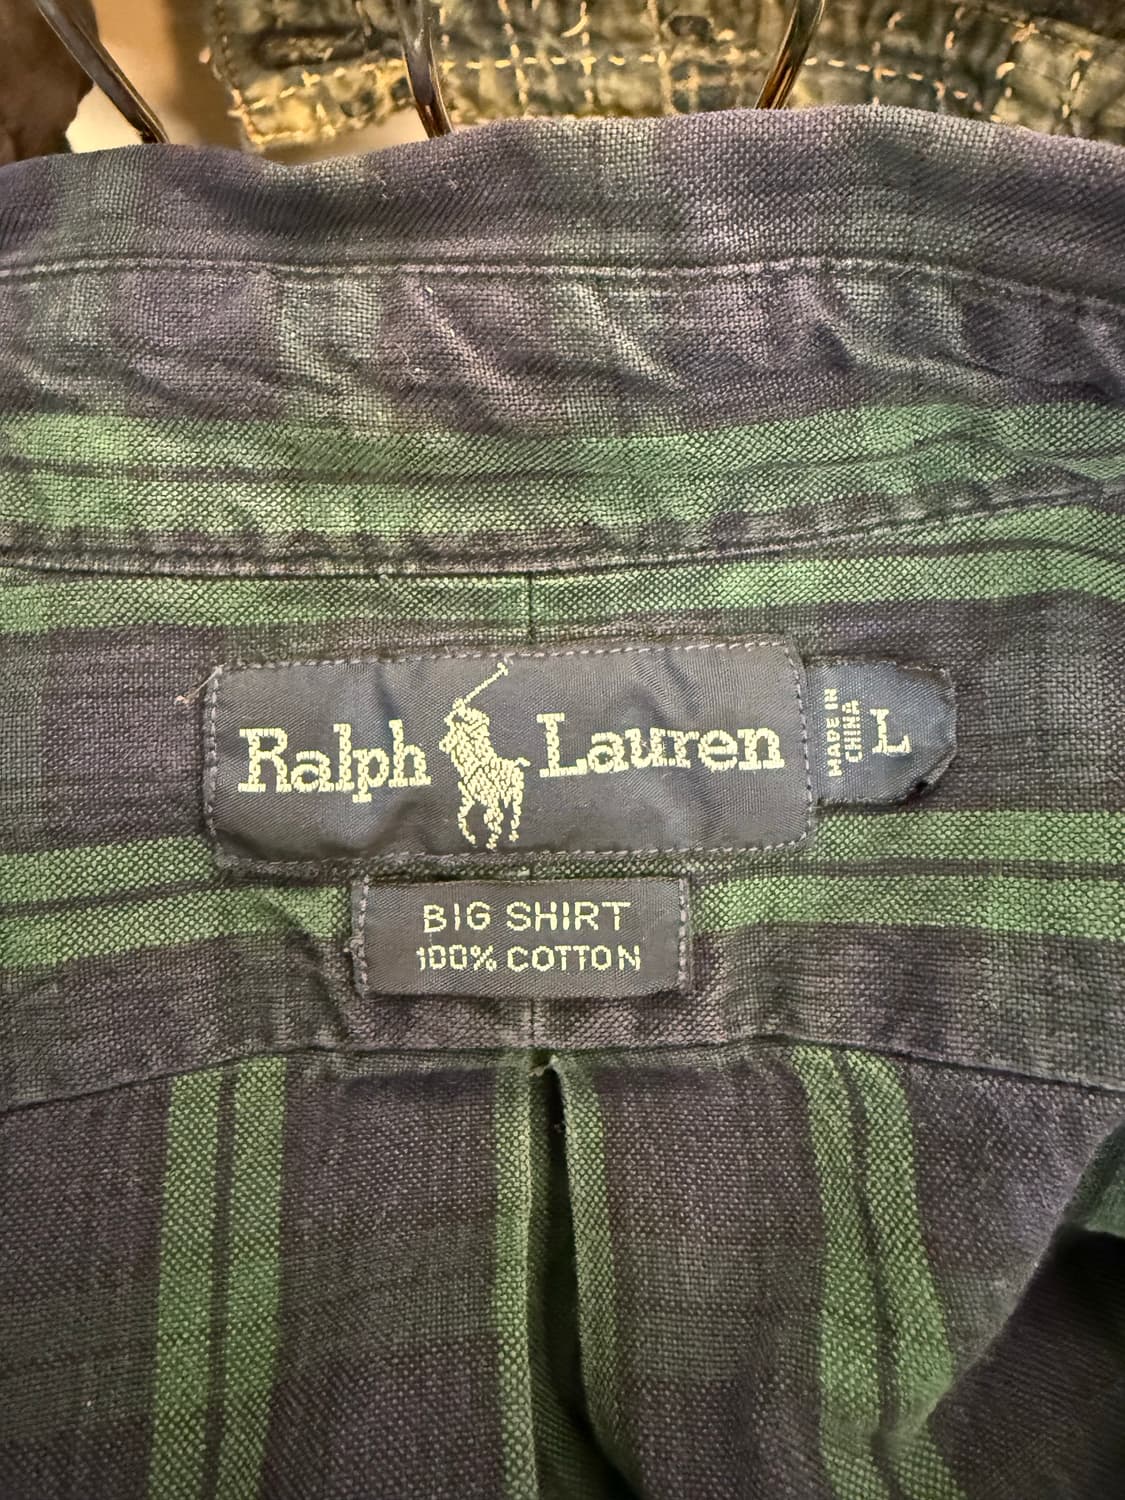 Ralph Lauren
MADE IN
CHINA
L
BIG SHIRT
100% COTTON